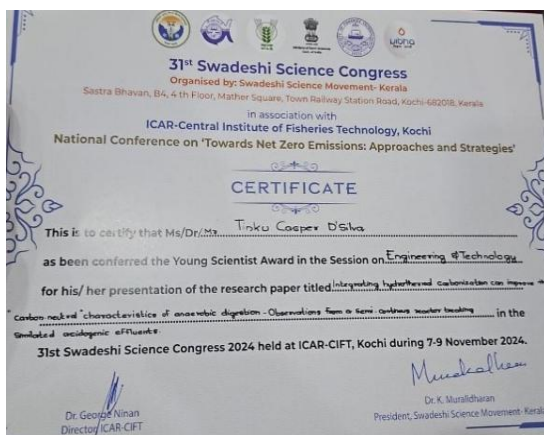 vibha
31st Swadeshi Science Congress
Organised by: Swadeshi Science Movement- Kerala
Sastra Bhavan, B4, 4 th Floor, Mather Square, Town Railway Station Road, Kochi-682018, Kerala
in association with
ICAR-Central Institute of Fisheries Technology, Kochi
National Conference on 'Towards Net Zero Emissions: Approaches and Strategies'
CERTIFICATE
This is to certify that Ms/Dr/Mr. Tinku Casper D'Silva
as been conferred the Young Scientist Award in the Session on Engineering & Technology
for his/ her presentation of the research paper titled Integrating hydrothermal carbonization can improve
"carbon neutral" characteristics of anaerobic digestion - Observations from a semi-continuous reactor treating in the
simulated acidogenic effluents.
31st Swadeshi Science Congress 2024 held at ICAR-CIFT, Kochi during 7-9 November 2024.
Muralidharan
Dr. George Ninan
Director ICAR-CIFT
Dr. K. Muralidharan
President, Swadeshi Science Movement- Kerala